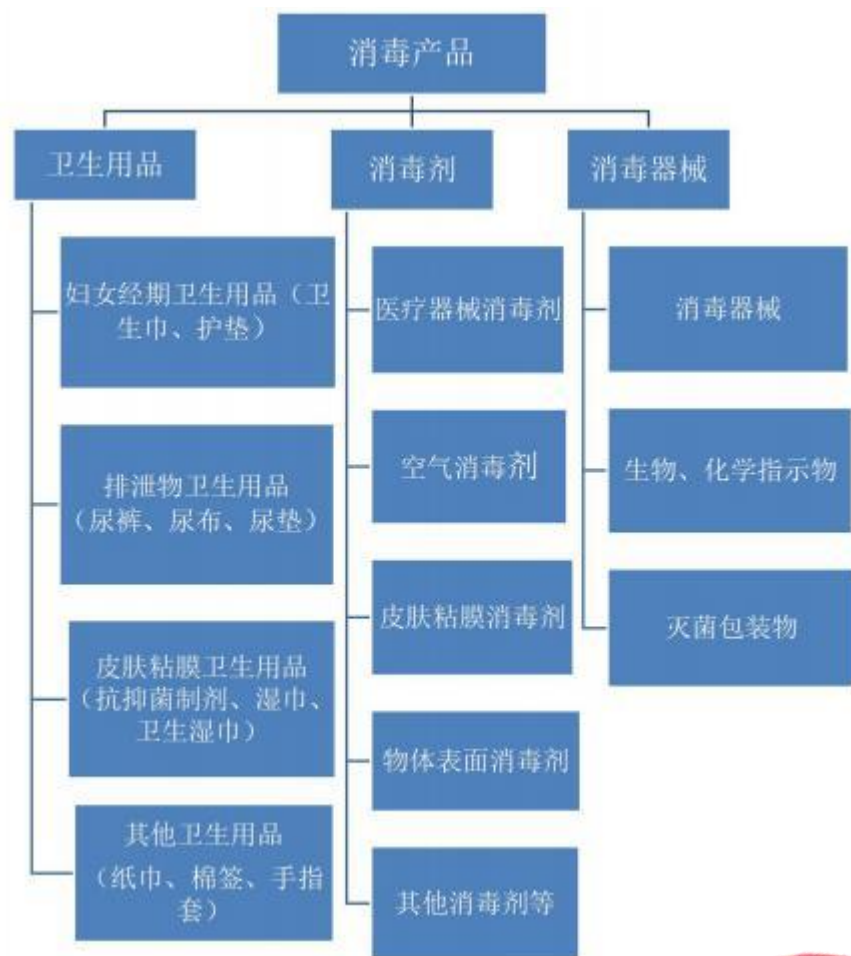 消毒产品
卫生用品
消毒剂
消毒器械
妇女经期卫生用品（卫
生巾、护垫）
排泄物卫生用品
（尿裤、尿布、尿垫）
皮肤粘膜卫生用品
（抗抑菌制剂、湿巾、
卫生湿巾）
其他卫生用品
（纸巾、棉签、手指
套）
医疗器械消毒剂
空气消毒剂
皮肤粘膜消毒剂
物体表面消毒剂
其他消毒剂等
消毒器械
生物、化学指示物
灭菌包装物